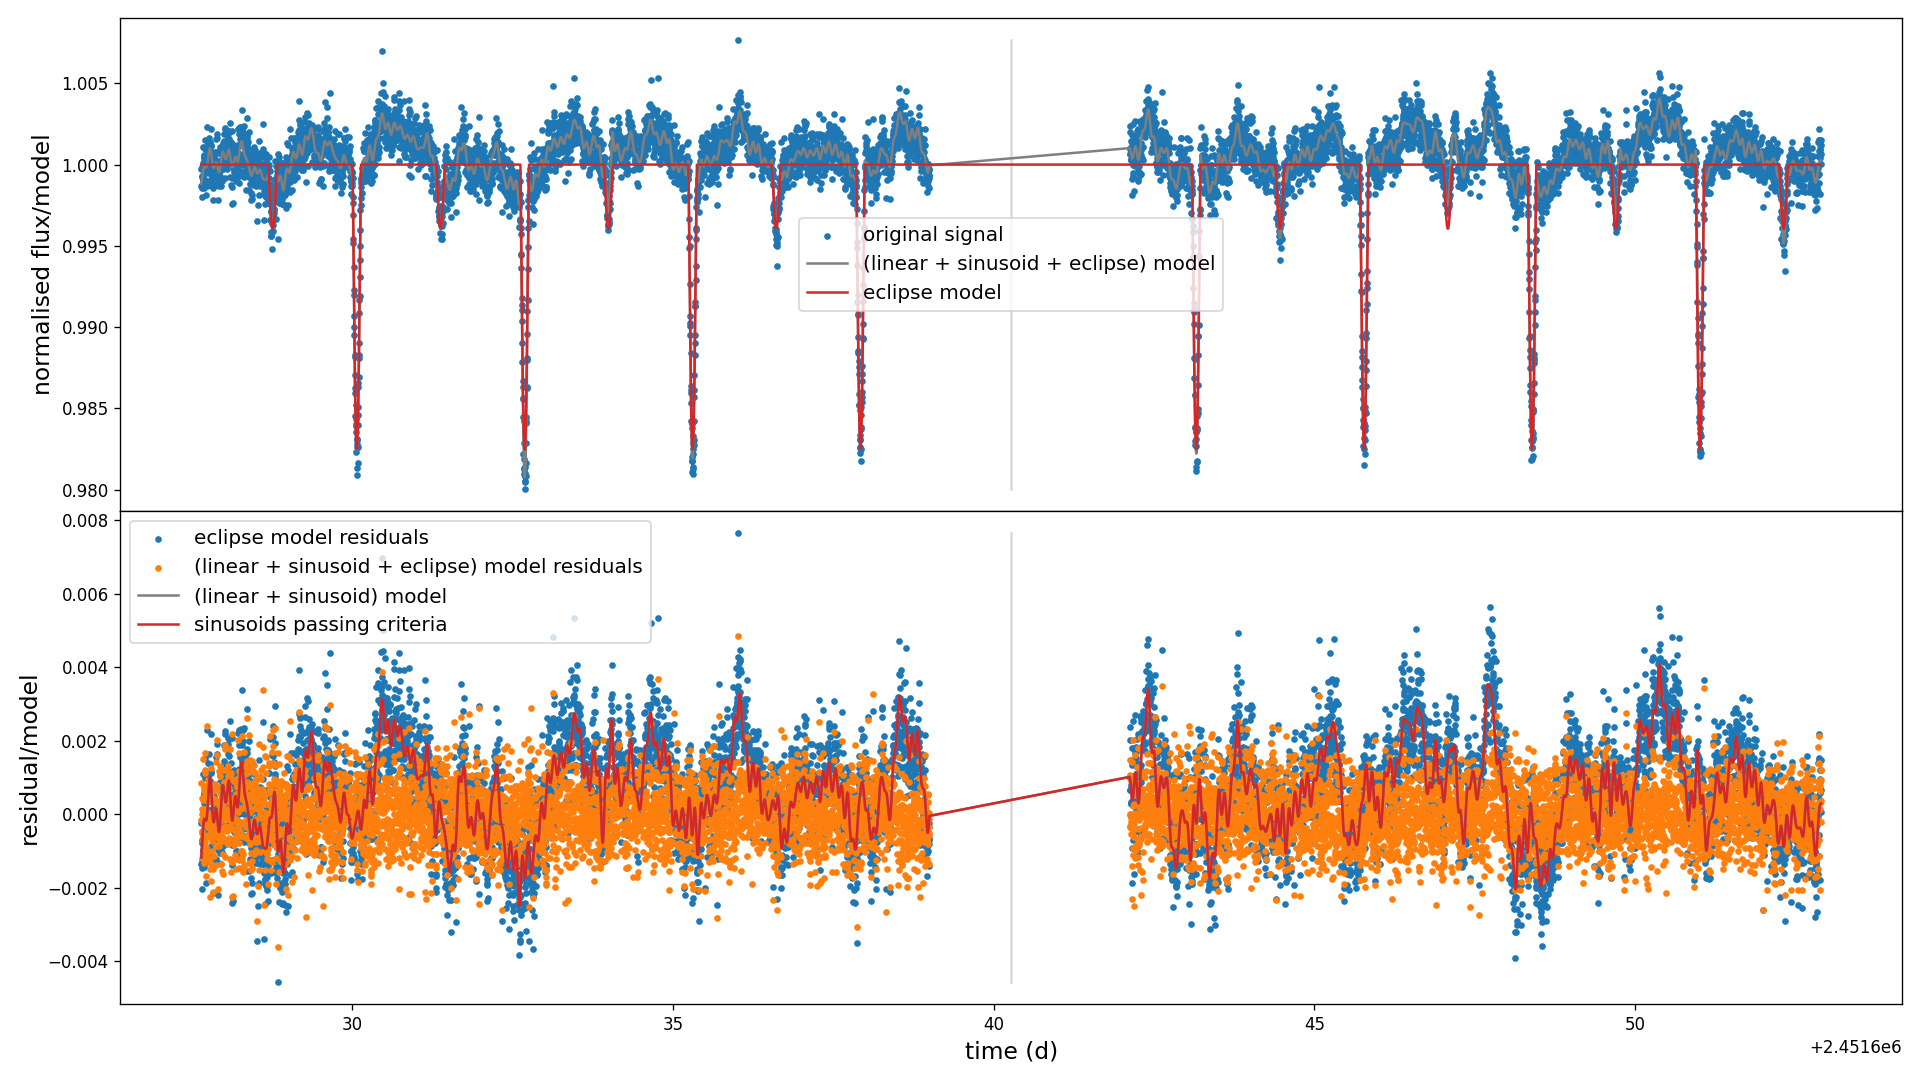 normalised flux/model
1.005
1.000
0.995
0.990
0.985
0.980
original signal
(linear + sinusoid + eclipse) model
eclipse model
residual/model
0.008
0.006
0.004
0.002
0.000
−0.002
−0.004
eclipse model residuals
(linear + sinusoid + eclipse) model residuals
(linear + sinusoid) model
sinusoids passing criteria
30
35
40
45
50
time (d)
+2.4516e6